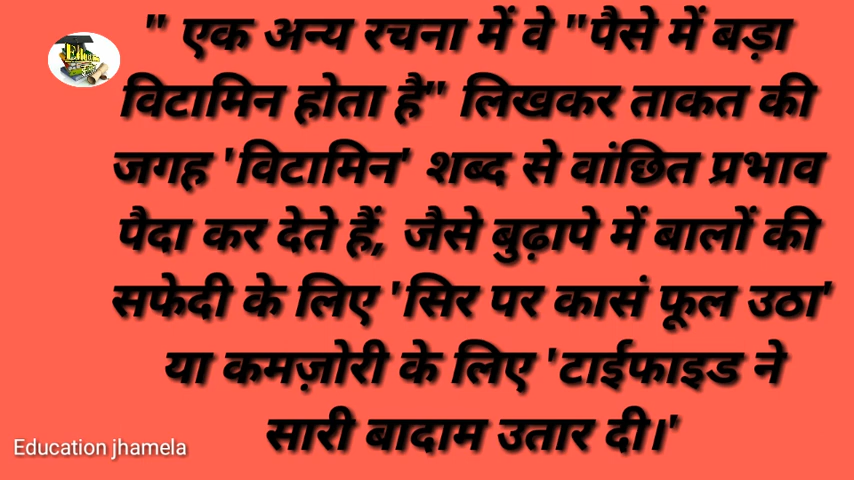 " एक अन्य रचना में वे "पैसे में बड़ा
विटामिन होता है" लिखकर ताकत की
जगह 'विटामिन' शब्द से वांछित प्रभाव
पैदा कर देते हैं, जैसे बुढ़ापे में बालों की
सफेदी के लिए 'सिर पर कासं फूल उठा'
या कमज़ोरी के लिए 'टाईफाइड ने
सारी बादाम उतार दी।'
Education jhamela